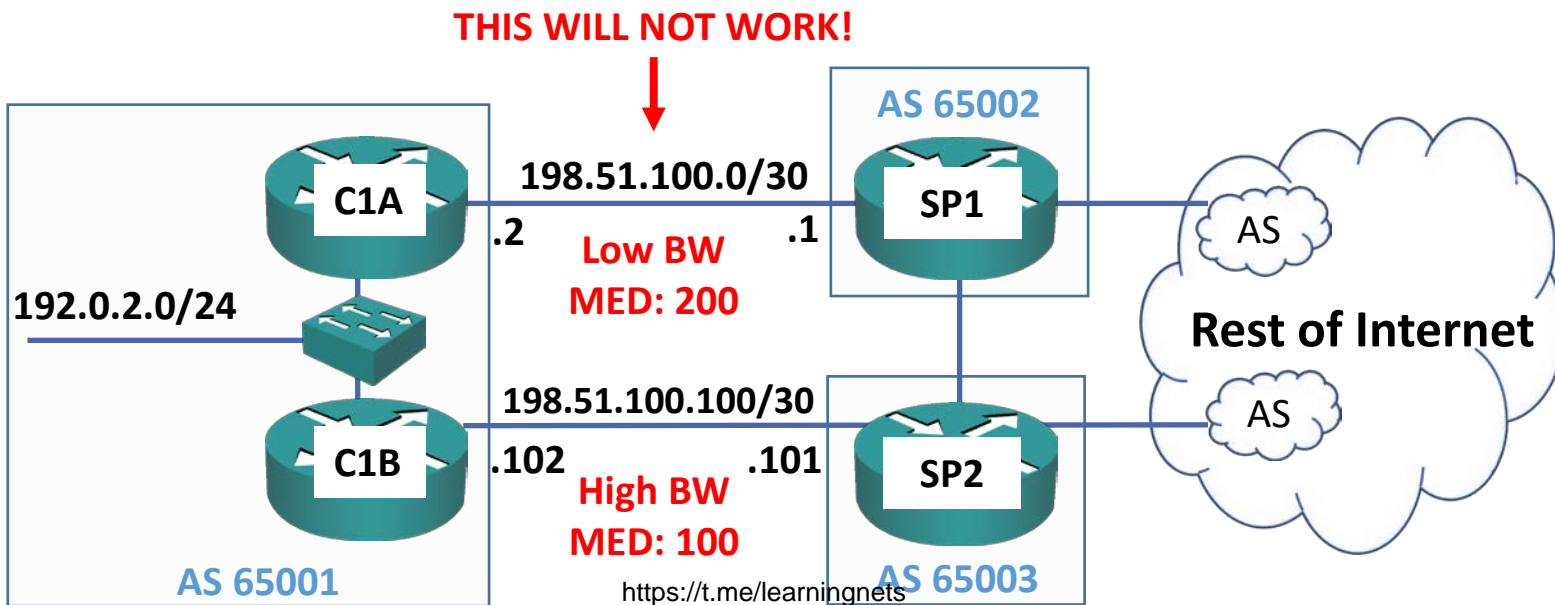 THIS WILL NOT WORK!
AS 65002
C1A
198.51.100.0/30
SP1
AS
.2
.1
Low BW
MED: 200
192.0.2.0/24
Rest of Internet
198.51.100.100/30
AS
C1B
.102
.101
SP2
High BW
MED: 100
AS 65001
AS 65003
https://t.me/learningnets